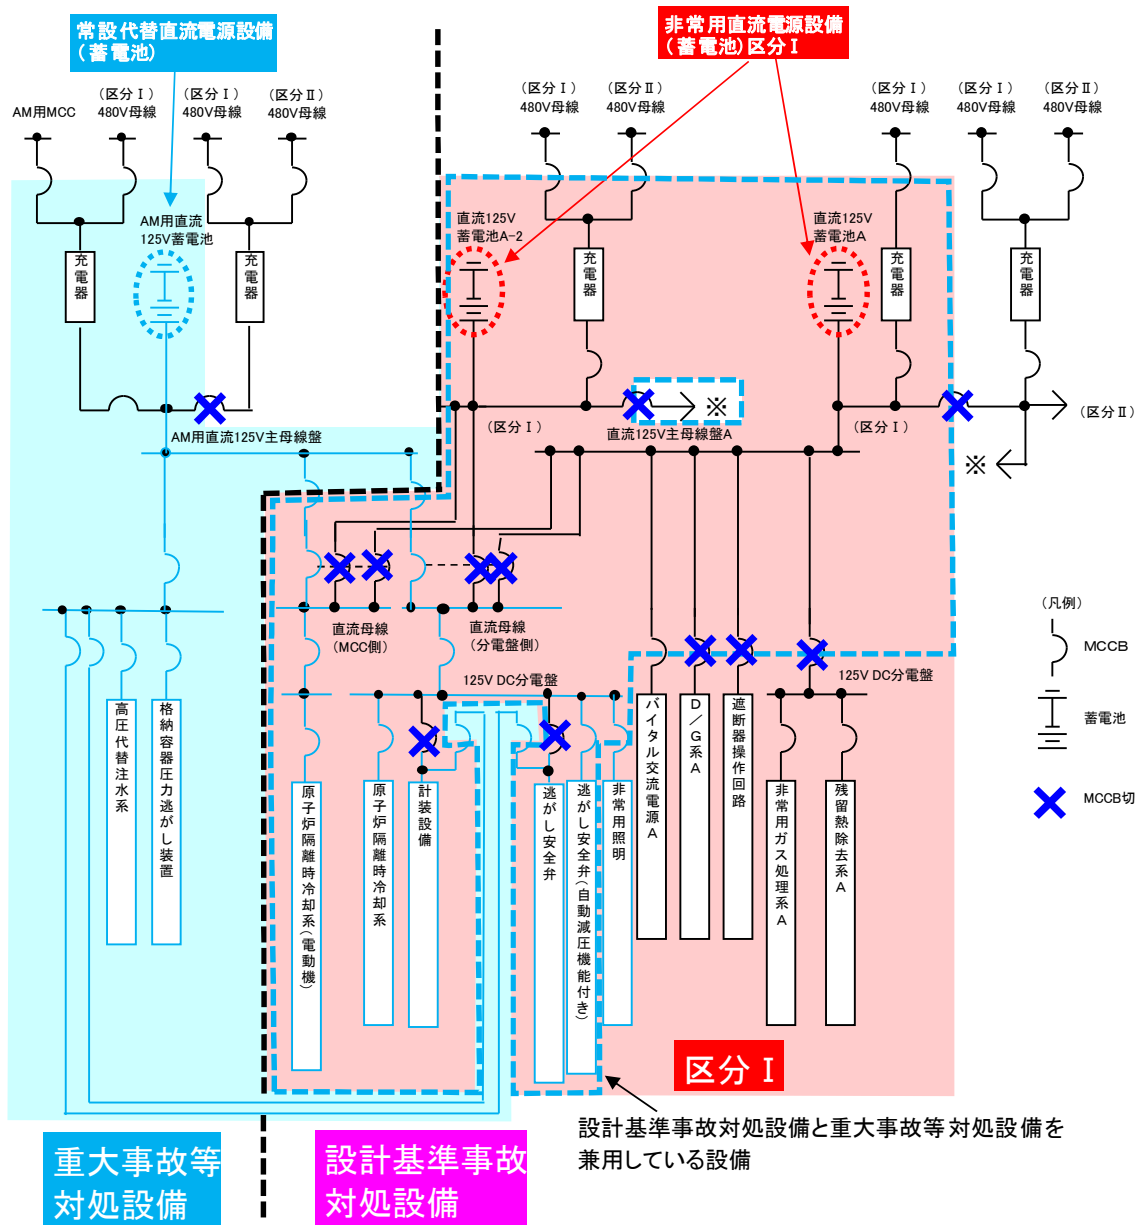 常設代替直流電源設備
（蓄電池）
非常用直流電源設備
（蓄電池）区分Ⅰ
AM用MCC
（区分Ⅰ）
480V母線
（区分Ⅰ）
480V母線
（区分Ⅱ）
480V母線
（区分Ⅰ）
480V母線
（区分Ⅱ）
480V母線
（区分Ⅰ）
480V母線
（区分Ⅰ）
480V母線
（区分Ⅱ）
480V母線
AM用直流
125V蓄電池
直流125V
蓄電池A-2
直流125V
蓄電池A
充電器
充電器
充電器
充電器
充電器
※
（区分Ⅱ）
AM用直流125V主母線盤
（区分Ⅰ）
直流125V主母線盤A
（区分Ⅰ）
※
直流母線
（MCC側）
直流母線
（分電盤側）
125V DC分電盤
125V DC分電盤
（凡例）
MCCB
蓄電池
MCCB切
高圧代替注水系
格納容器圧力逃がし装置
原子炉隔離時冷却系（電動機）
原子炉隔離時冷却系
計装設備
逃がし安全弁
逃がし安全弁（自動減圧機能付き）
非常用照明
バイタル交流電源A
D／G系A
遮断器操作回路
非常用ガス処理系A
残留熱除去系A
区分Ⅰ
設計基準事故対処設備と重大事故等対処設備を
兼用している設備
重大事故等
対処設備
設計基準事故
対処設備